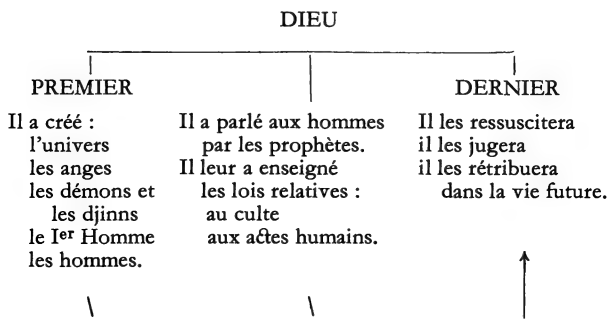 DIEU
PREMIER
Il a créé :
l'univers
les anges
les démons et
les djinns
le Ier Homme
les hommes.
Il a parlé aux hommes
par les prophètes.
Il leur a enseigné
les lois relatives :
au culte
aux actes humains.
DERNIER
Il les ressuscitera
il les jugera
il les rétribuera
dans la vie future.